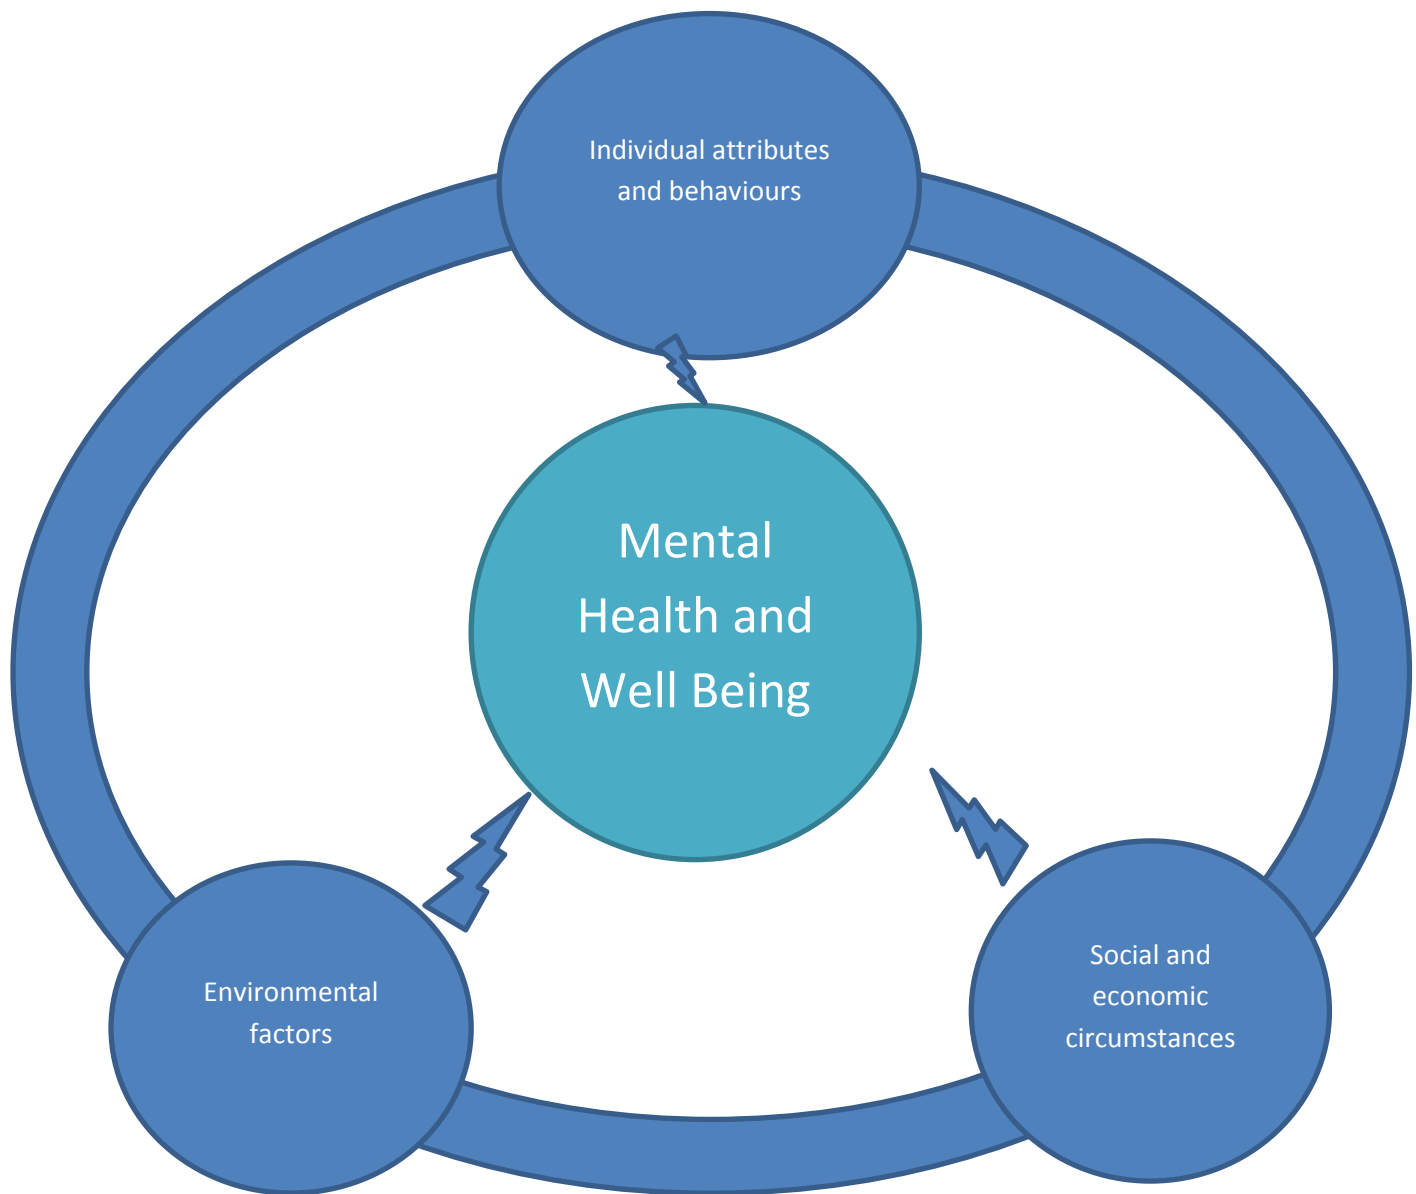 Individual attributes
and behaviours
Mental
Health and
Well Being
Environmental
factors
Social and
economic
circumstances